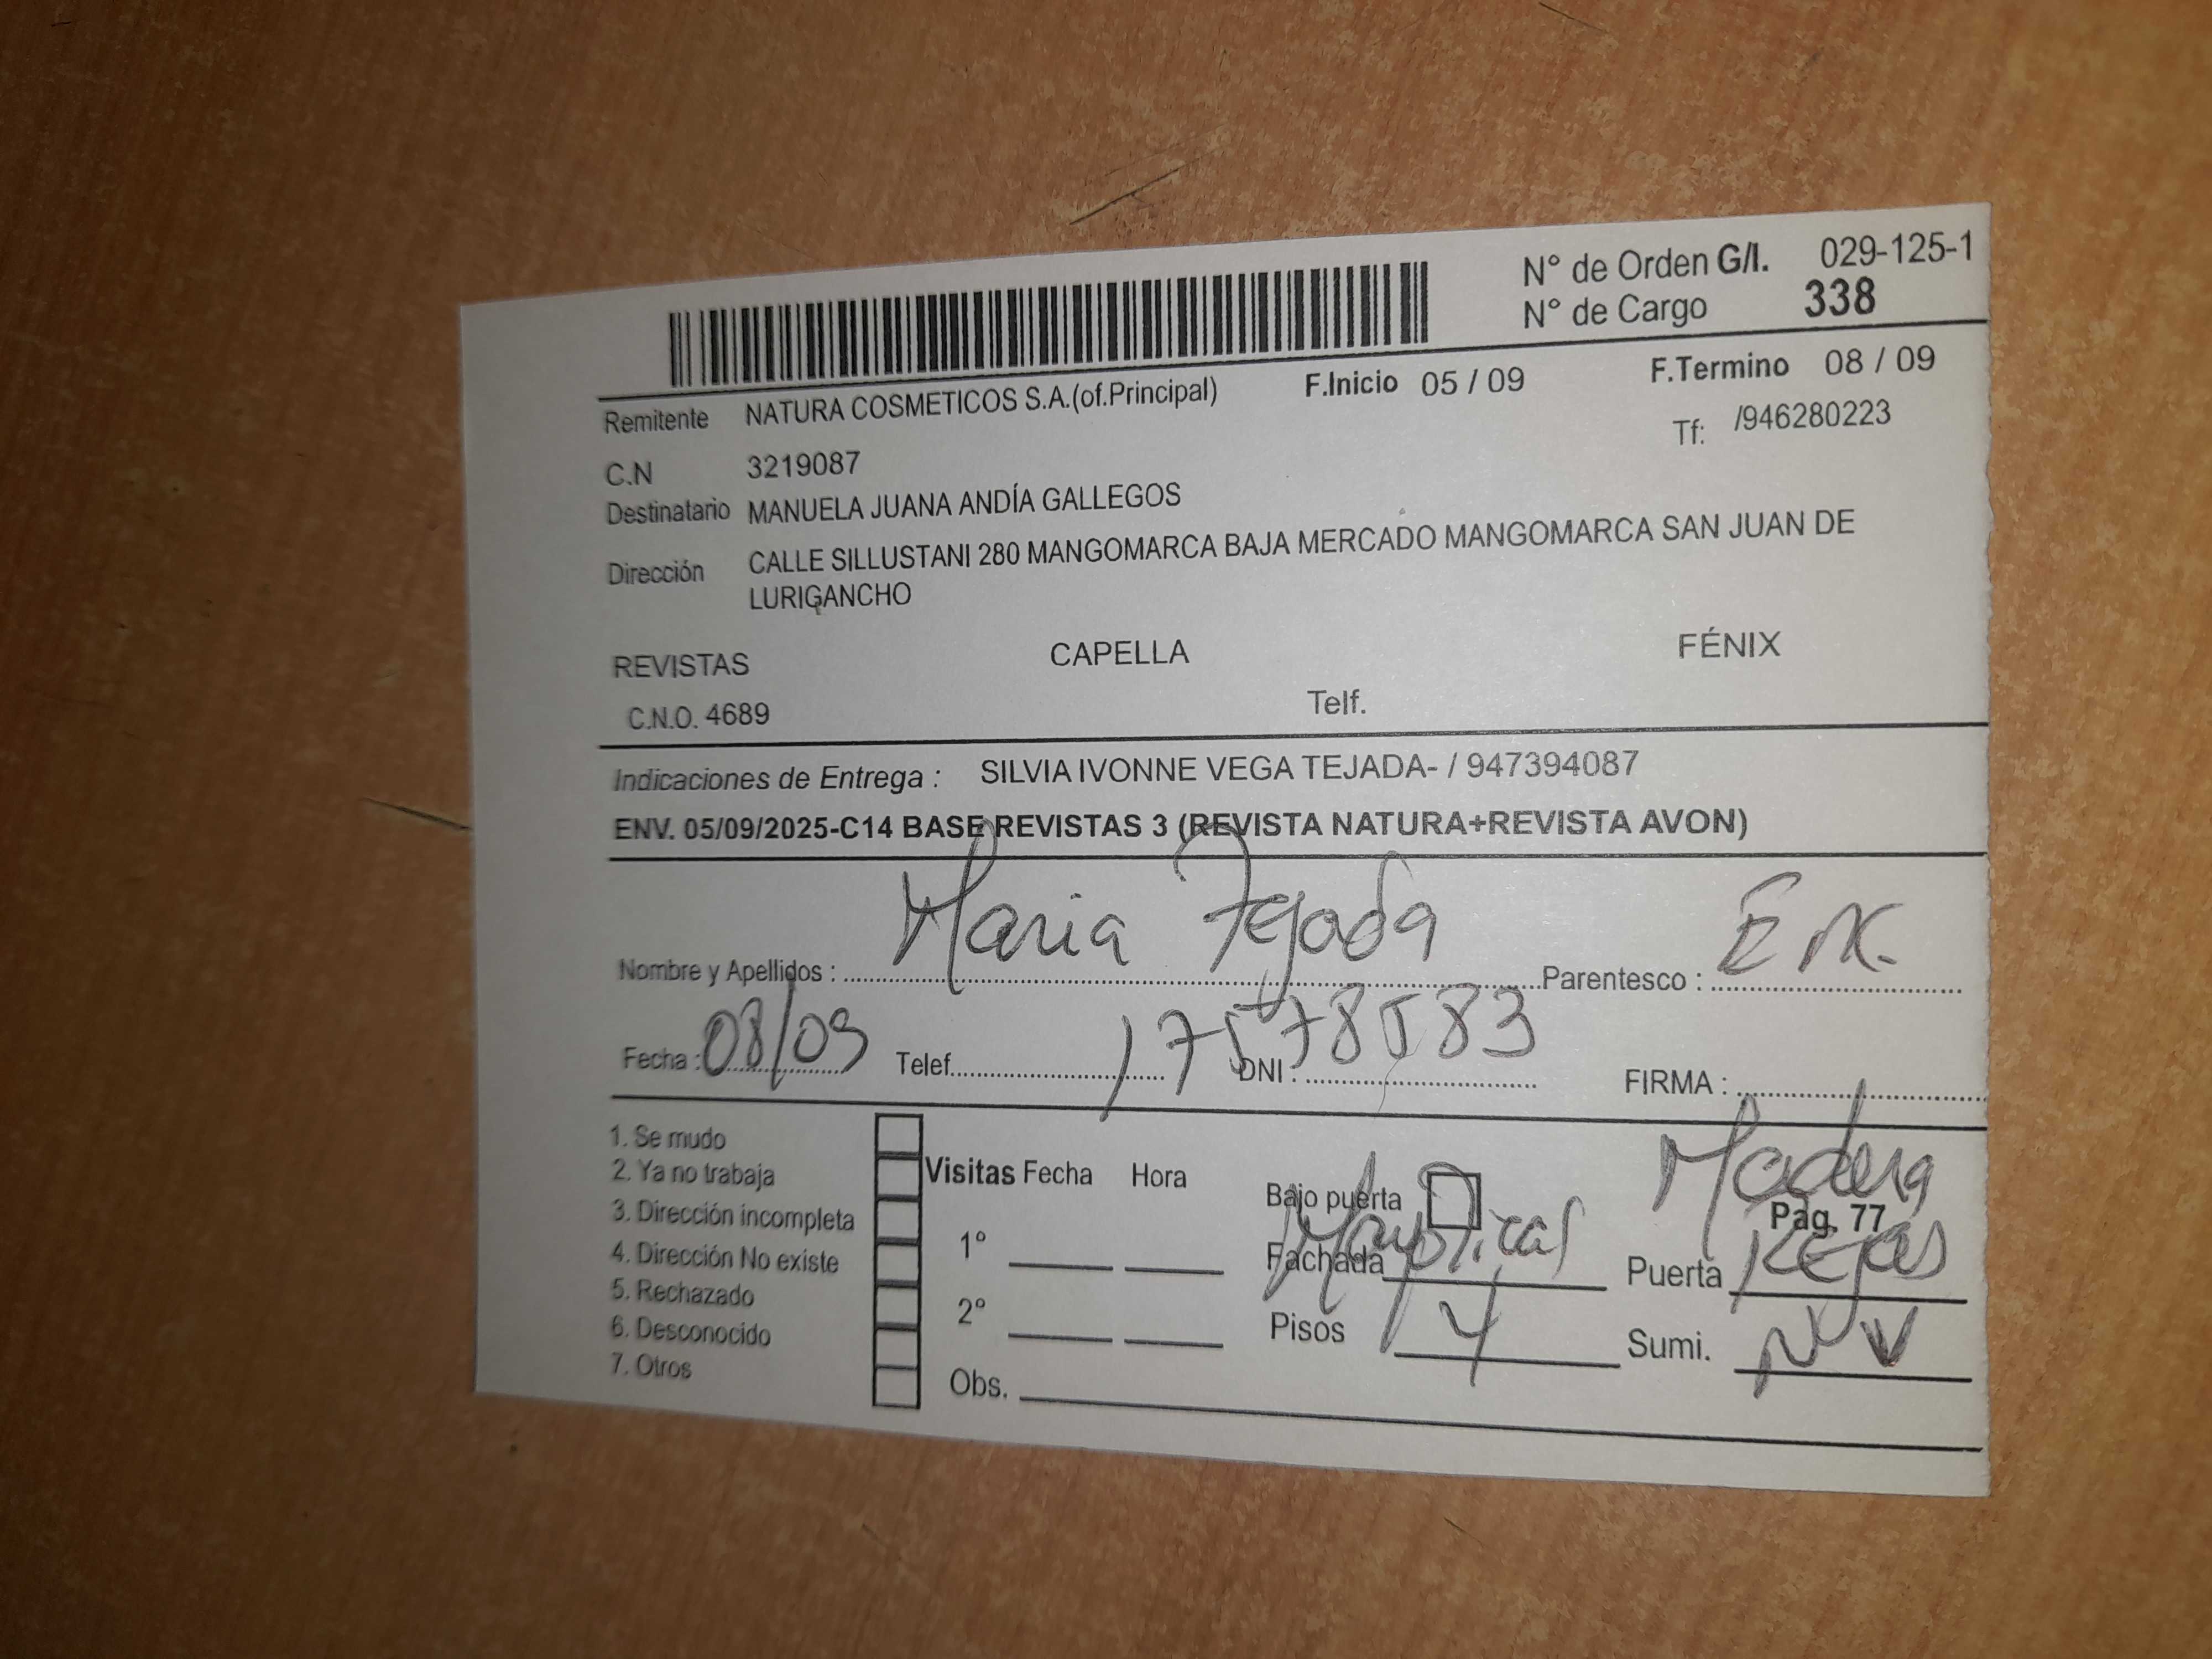 N° de Orden G/I. 029-125-1
N° de Cargo 338
Remitente NATURA COSMETICOS S.A.(of.Principal) F.Inicio 05 / 09 F.Termino 08 / 09
C.N 3219087 Tf: /946280223
Destinatario MANUELA JUANA ANDÍA GALLEGOS
Dirección CALLE SILLUSTANI 280 MANGOMARCA BAJA MERCADO MANGOMARCA SAN JUAN DE
LURIGANCHO
REVISTAS CAPELLA FÉNIX
C.N.O. 4689 Telf.
Indicaciones de Entrega : SILVIA IVONNE VEGA TEJADA- / 947394087
ENV. 05/09/2025-C14 BASE REVISTAS 3 (REVISTA NATURA+REVISTA AVON)
Nombre y Apellidos : Maria Tejada Parentesco :
Fecha : 08/09 Telef. DNI : FIRMA :
1. Se mudo
2. Ya no trabaja
3. Dirección incompleta
4. Dirección No existe
5. Rechazado
6. Desconocido
7. Otros
Visitas Fecha Hora
1°
2°
Obs.
Bajo puerta Madera
Pág. 77
Fachada Mayolicas Puerta Rejas
Pisos 4 Sumi.